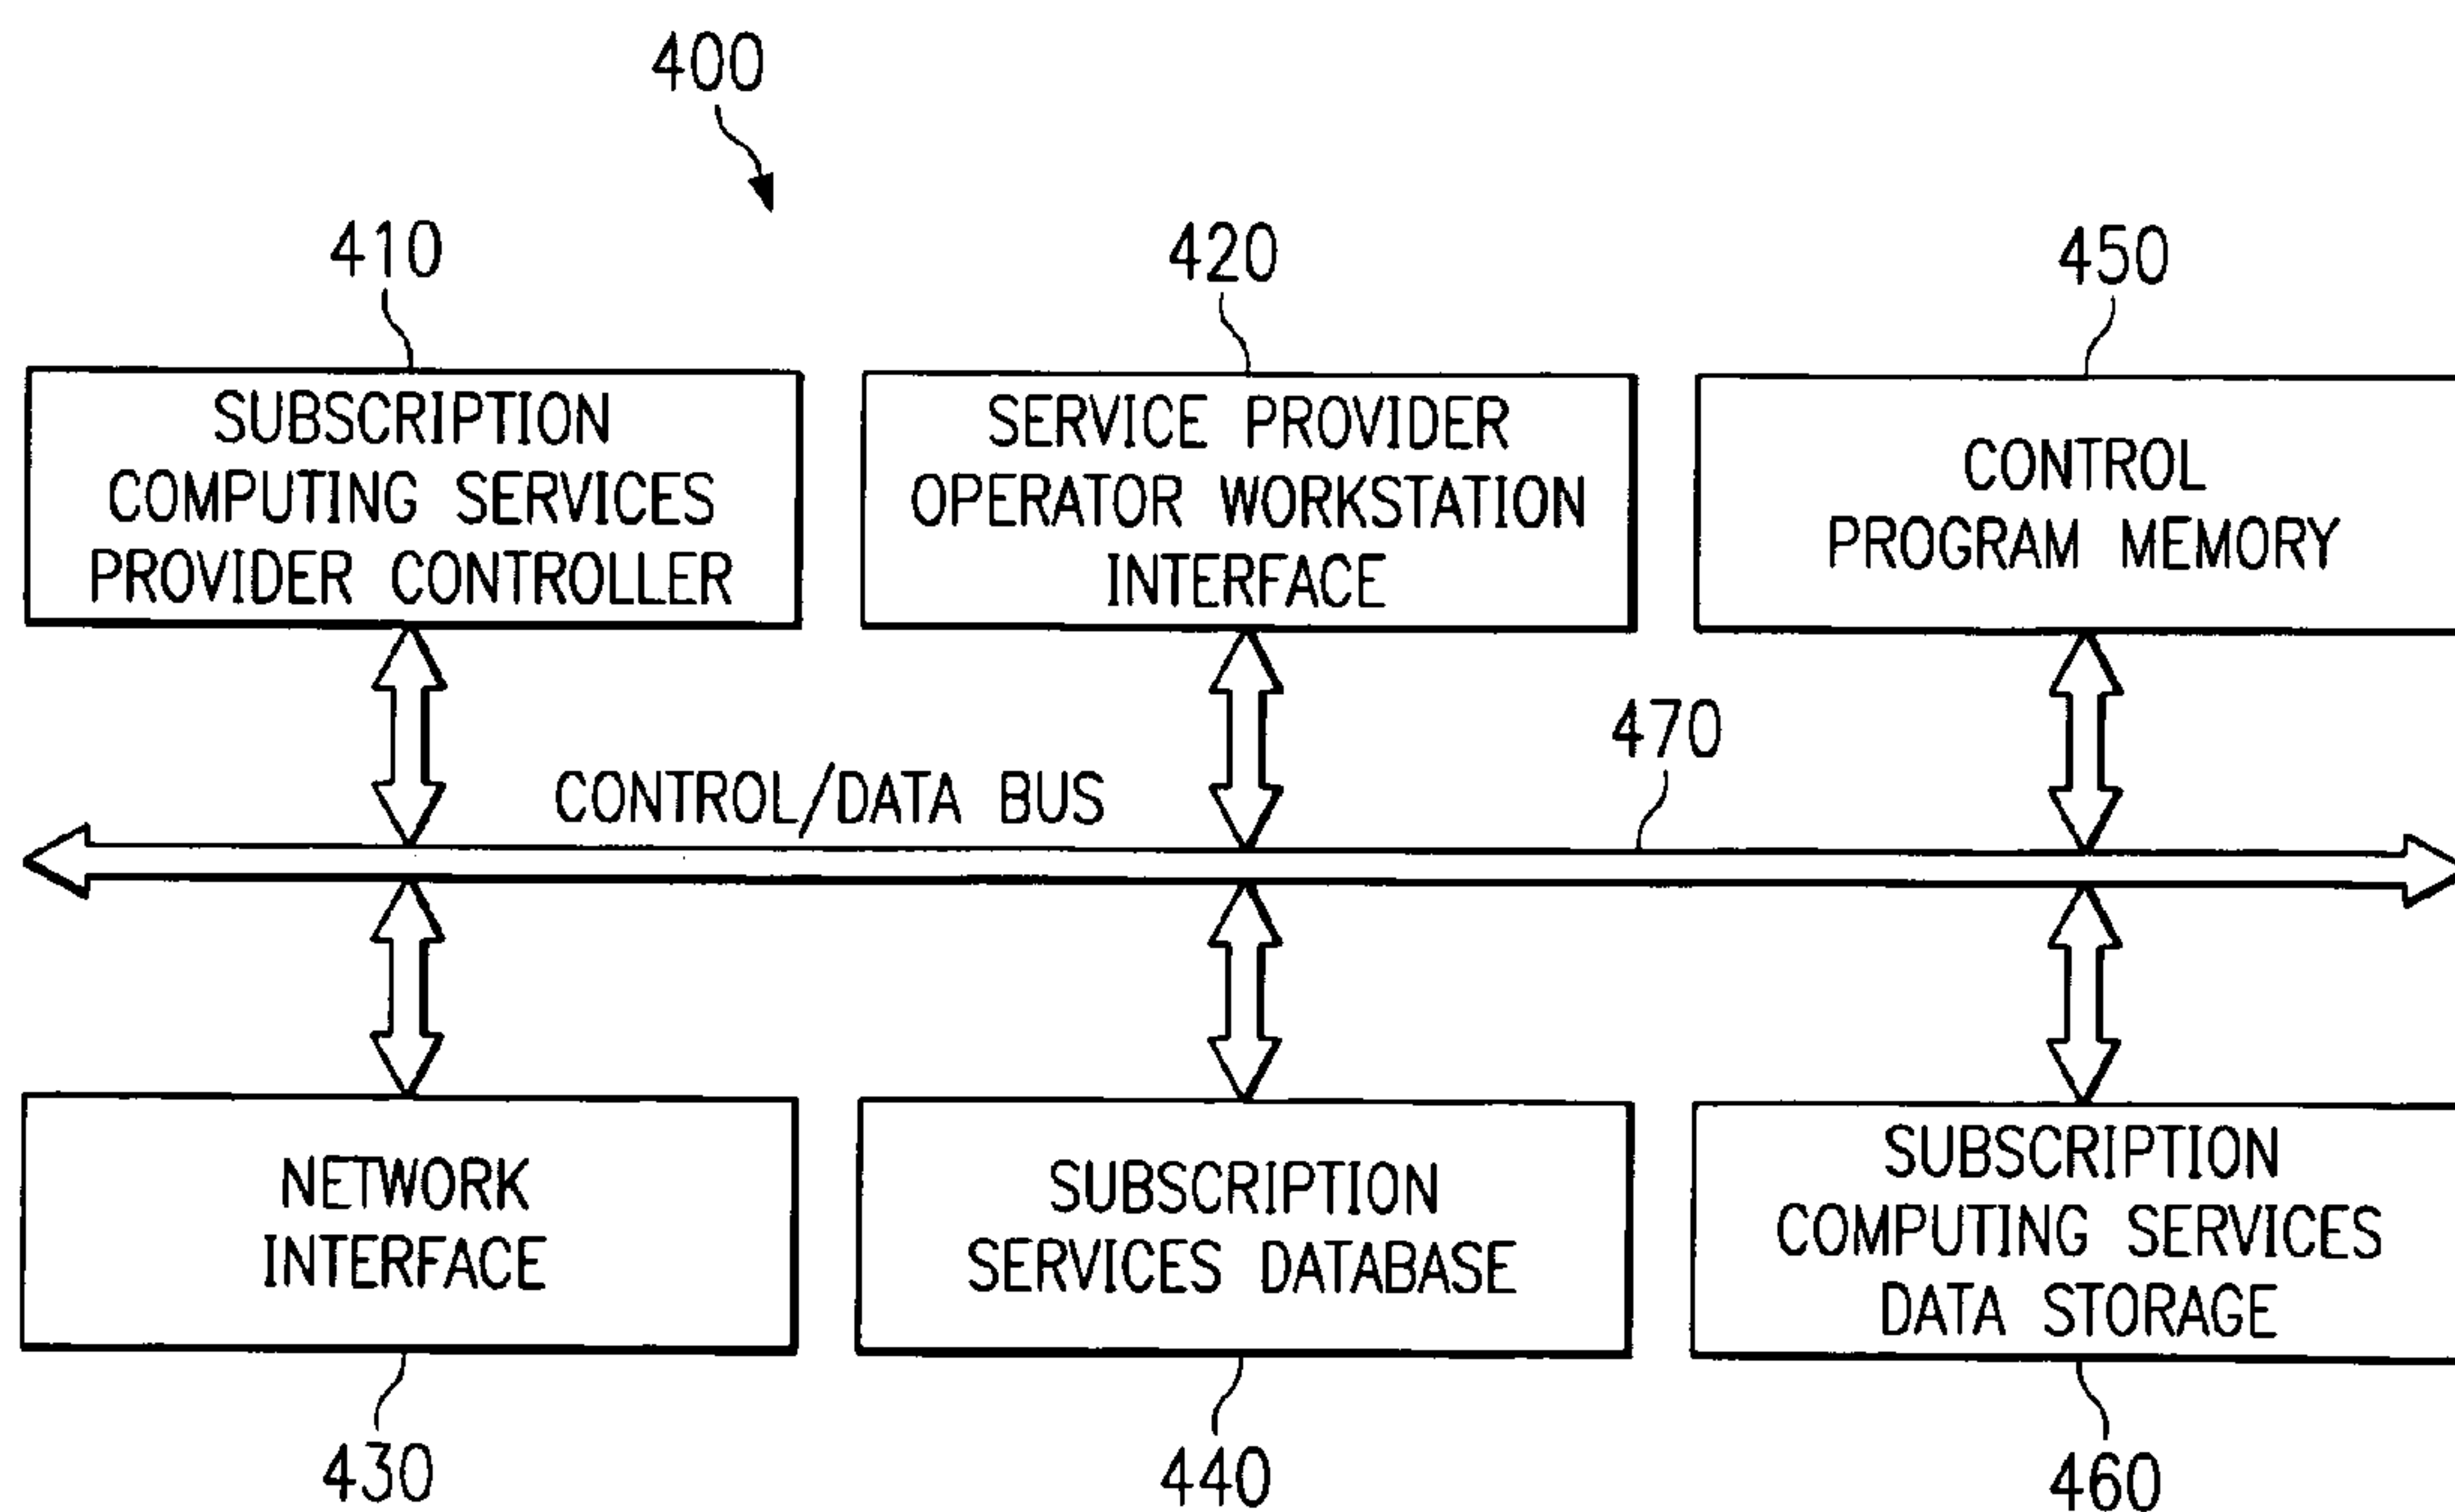 400
410
420
450
SUBSCRIPTION
COMPUTING SERVICES
PROVIDER CONTROLLER
SERVICE PROVIDER
OPERATOR WORKSTATION
INTERFACE
CONTROL
PROGRAM MEMORY
470
CONTROL/DATA BUS
NETWORK
INTERFACE
SUBSCRIPTION
SERVICES DATABASE
SUBSCRIPTION
COMPUTING SERVICES
DATA STORAGE
430
440
460